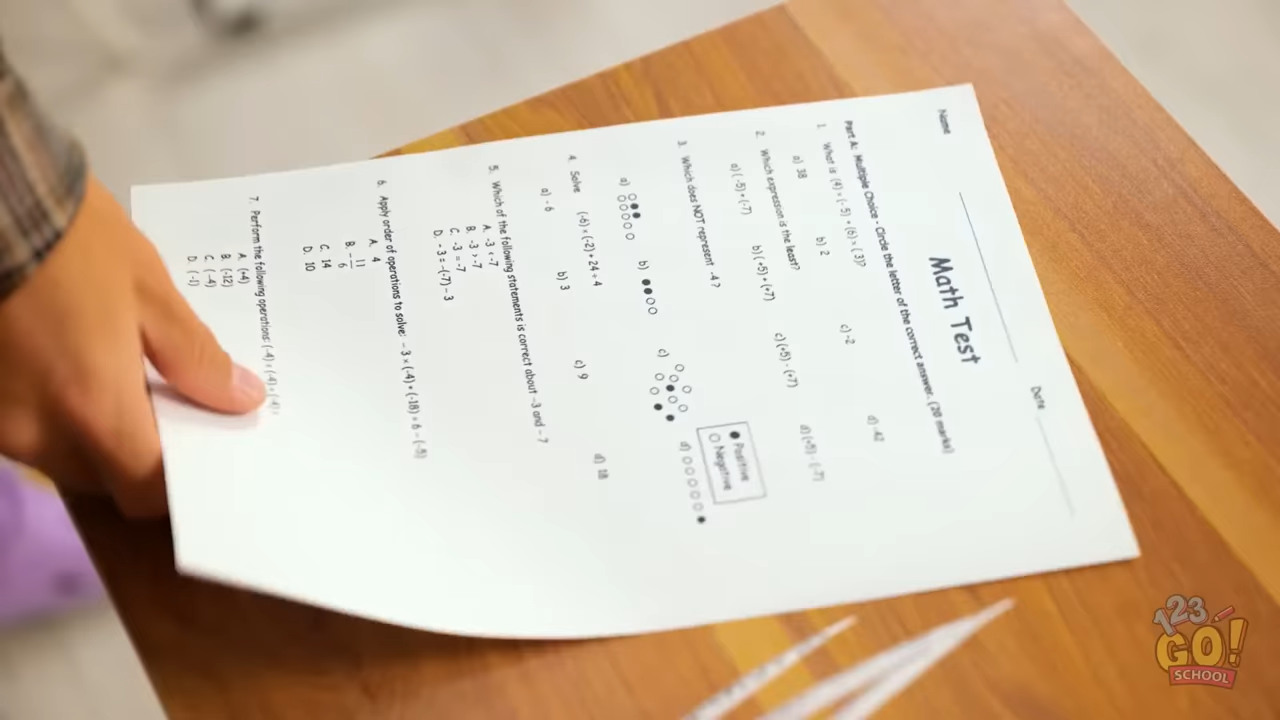 Name
Date
Math Test
Part A: Multiple Choice - Circle the letter of the correct answer. (20 marks)
1. What is (4) × (-5) + (6) × (3)?
a) 38 b) 2 c) -2 d) -42
2. Which expression is the least?
a) (-5) + (-7) b) (+5) + (+7) c) (+5) - (+7) d) (+5) - (-7)
3. Which does NOT represent -4?
Positive
Negative
a) b) c) d)
4. Solve (-6) × (-2) + 24 ÷ 4
a) -6 b) 3 c) 9 d) 18
5. Which of the following statements is correct about -3 and -7
A. -3 < -7
B. -3 > -7
C. -3 = -7
D. -3 = -(-7) - 3
6. Apply order of operations to solve: -3 × (-4) + (-18) ÷ 6 - (-5)
A. 4
B. -11/6
C. 14
D. 10
7. Perform the following operations: (-4) × (-4) ÷ (-4) =
A. (+4)
B. (-12)
C. (-4)
D. (-1)
123
GO!
SCHOOL